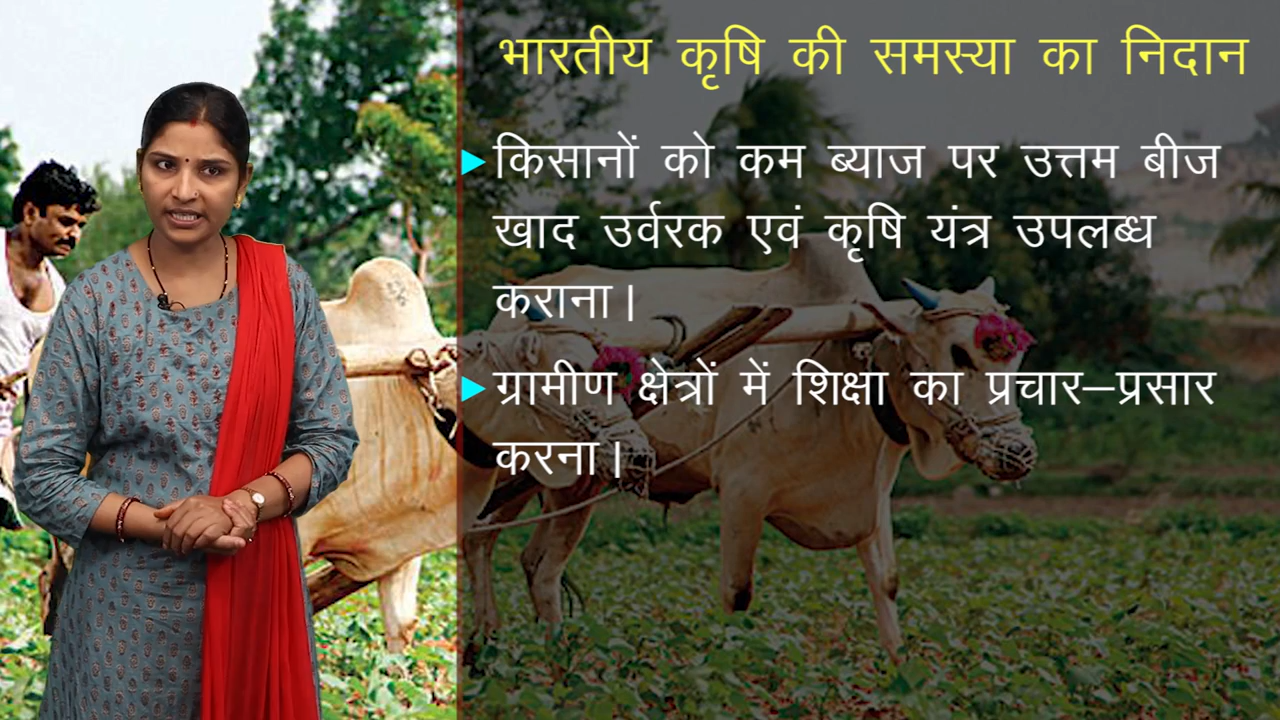 भारतीय कृषि की समस्या का निदान
किसानों को कम ब्याज पर उत्तम बीज
खाद उर्वरक एवं कृषि यंत्र उपलब्ध
कराना।
ग्रामीण क्षेत्रों में शिक्षा का प्रचार–प्रसार
करना।